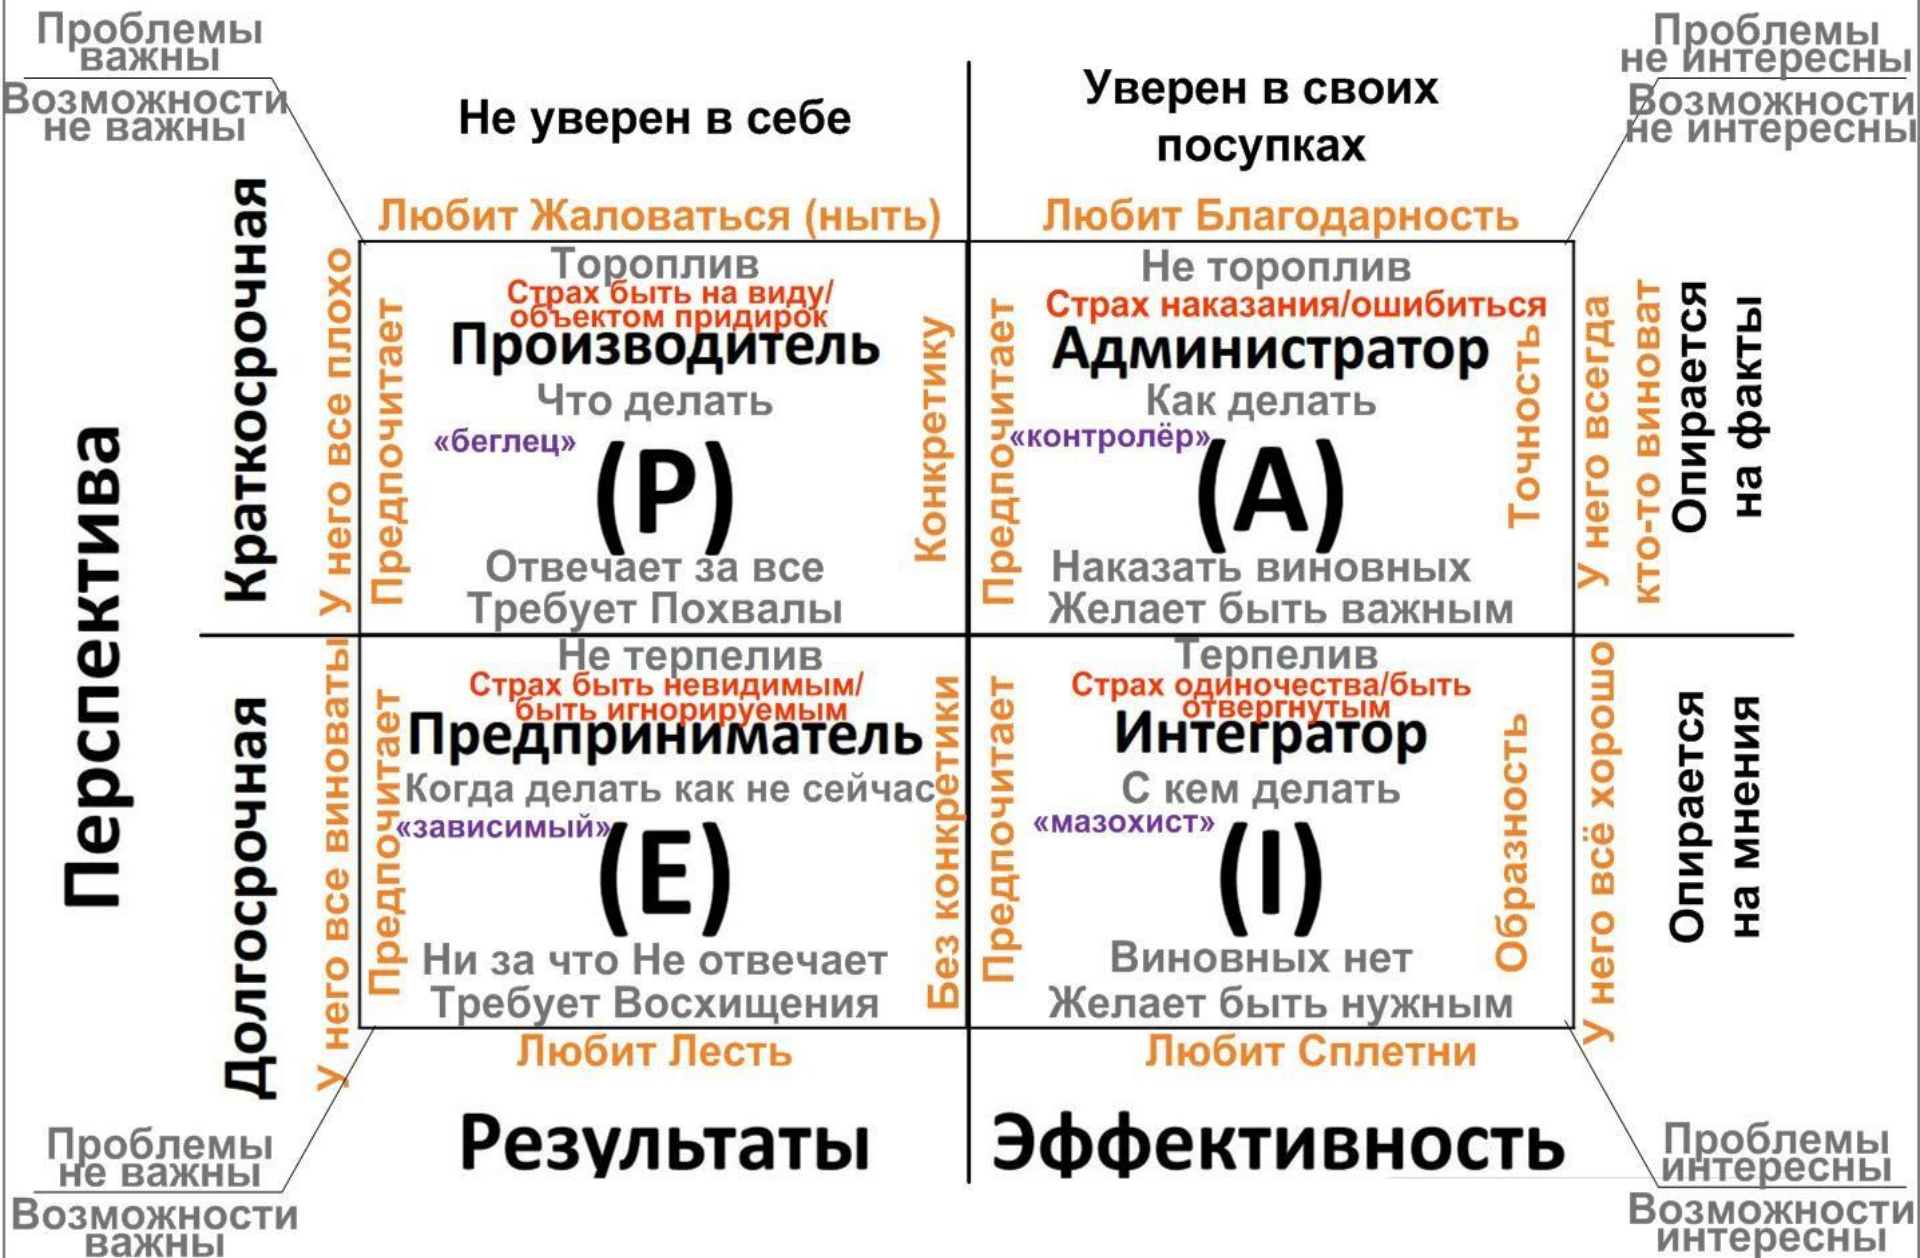 Проблемы
важны
Возможности
не важны
Не уверен в себе
Уверен в своих
посупках
Проблемы
не интересны
Возможности
не интересны
Любит Жаловаться (ныть)
Любит Благодарность
Перспектива
Краткосрочная
У него все плохо
Предпочитает
Тороплив
Страх быть на виду/
объектом придирок
Производитель
Что делать
«беглец»
(P)
Отвечает за все
Требует Похвалы
Конкретику
Предпочитает
Не тороплив
Страх наказания/ошибиться
Администратор
Как делать
«контролёр»
(A)
Наказать виновных
Желает быть важным
Точность
У него всегда
кто-то виноват
Опирается
на факты
Долгосрочная
У него все виноваты
Предпочитает
Не терпелив
Страх быть невидимым/
быть игнорируемым
Предприниматель
Когда делать как не сейчас
«зависимый»
(E)
Ни за что Не отвечает
Требует Восхищения
Без конкретики
Предпочитает
Терпелив
Страх одиночества/быть
отвергнутым
Интегратор
С кем делать
«мазохист»
(I)
Виновных нет
Желает быть нужным
Образность
У него всё хорошо
Опирается
на мнения
Любит Лесть
Любит Сплетни
Результаты
Эффективность
Проблемы
не важны
Возможности
важны
Проблемы
интересны
Возможности
интересны